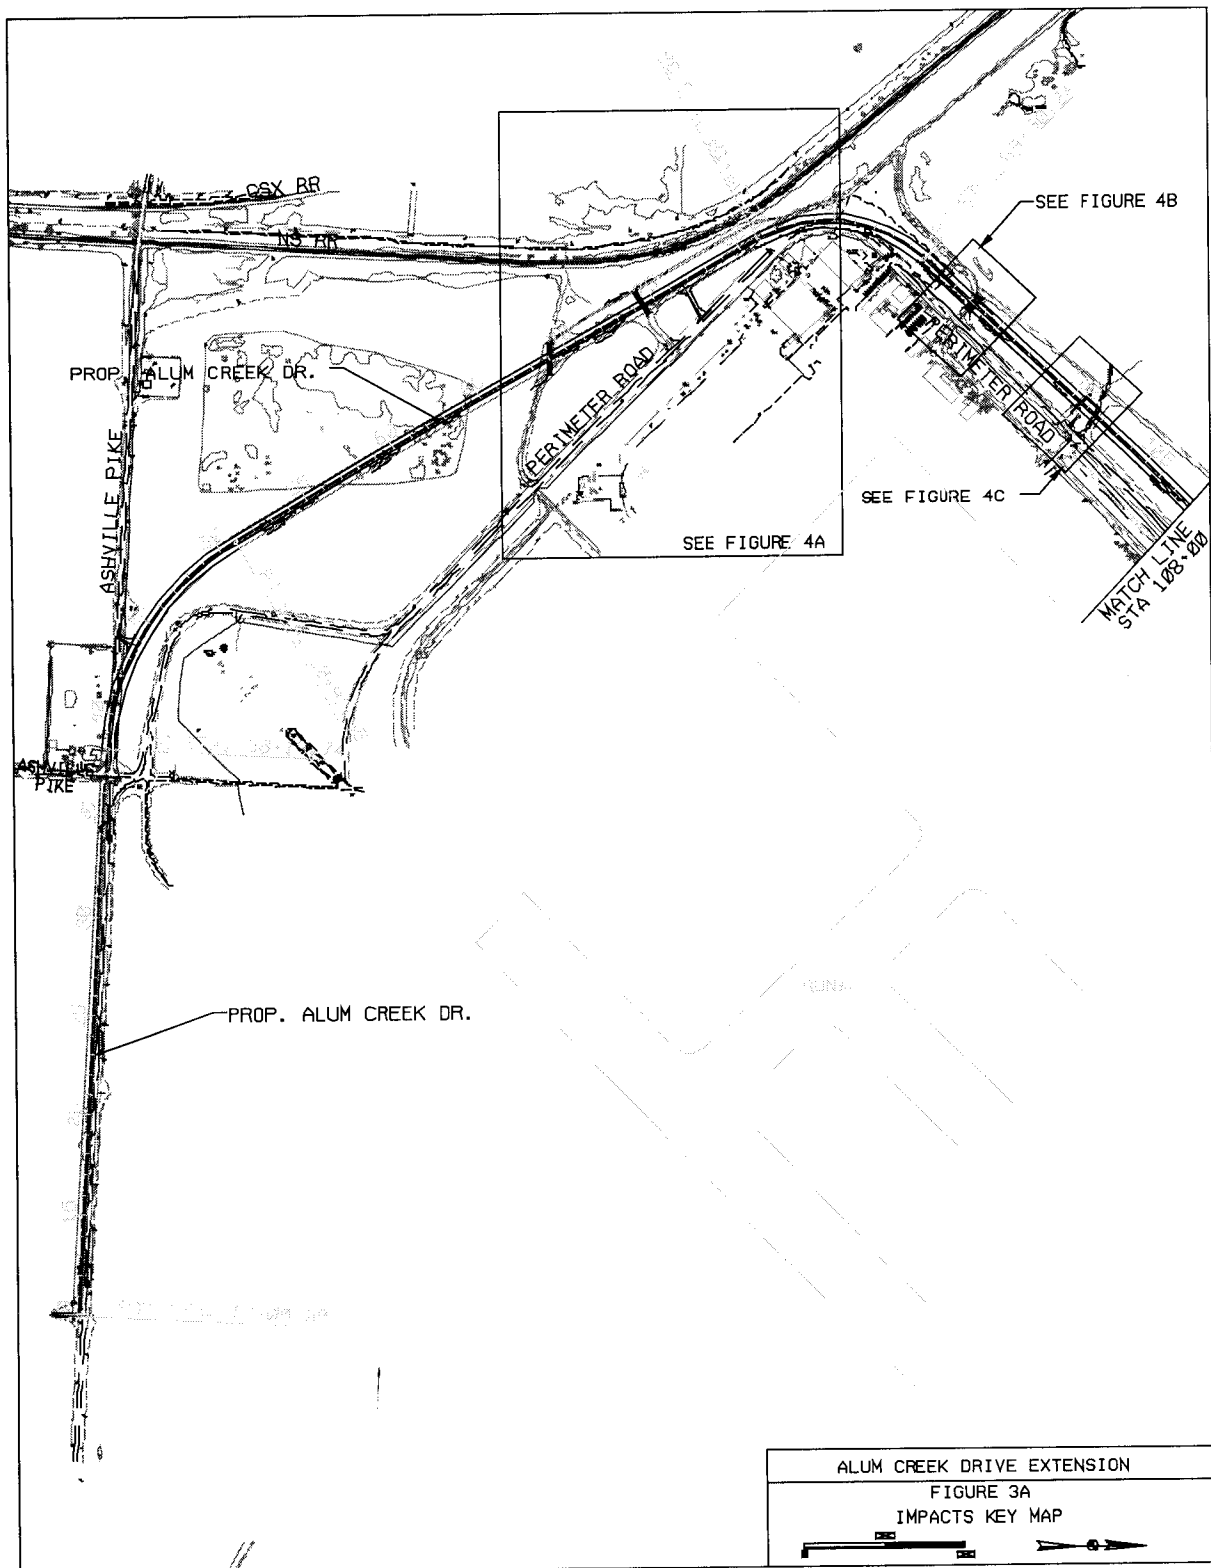 CSX RR
NS RR
SEE FIGURE 4B
PROP. ALUM CREEK DR.
PERIMETER ROAD
PERIMETER ROAD
ASHVILLE PIKE
SEE FIGURE 4C
SEE FIGURE 4A
MATCH LINE
STA 108+00
ASHVILLE
PIKE
PROP. ALUM CREEK DR.
ALUM CREEK DRIVE EXTENSION
FIGURE 3A
IMPACTS KEY MAP